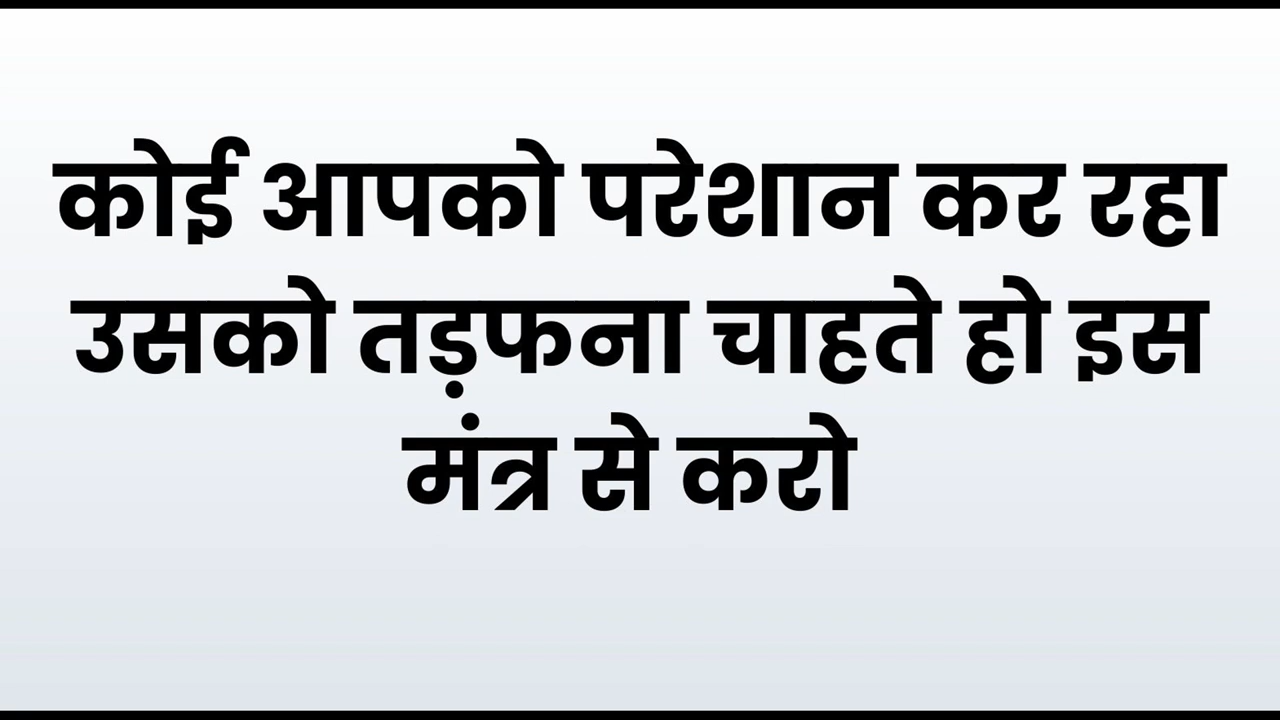 कोई आपको परेशान कर रहा
उसको तड़फना चाहते हो इस
मंत्र से करो